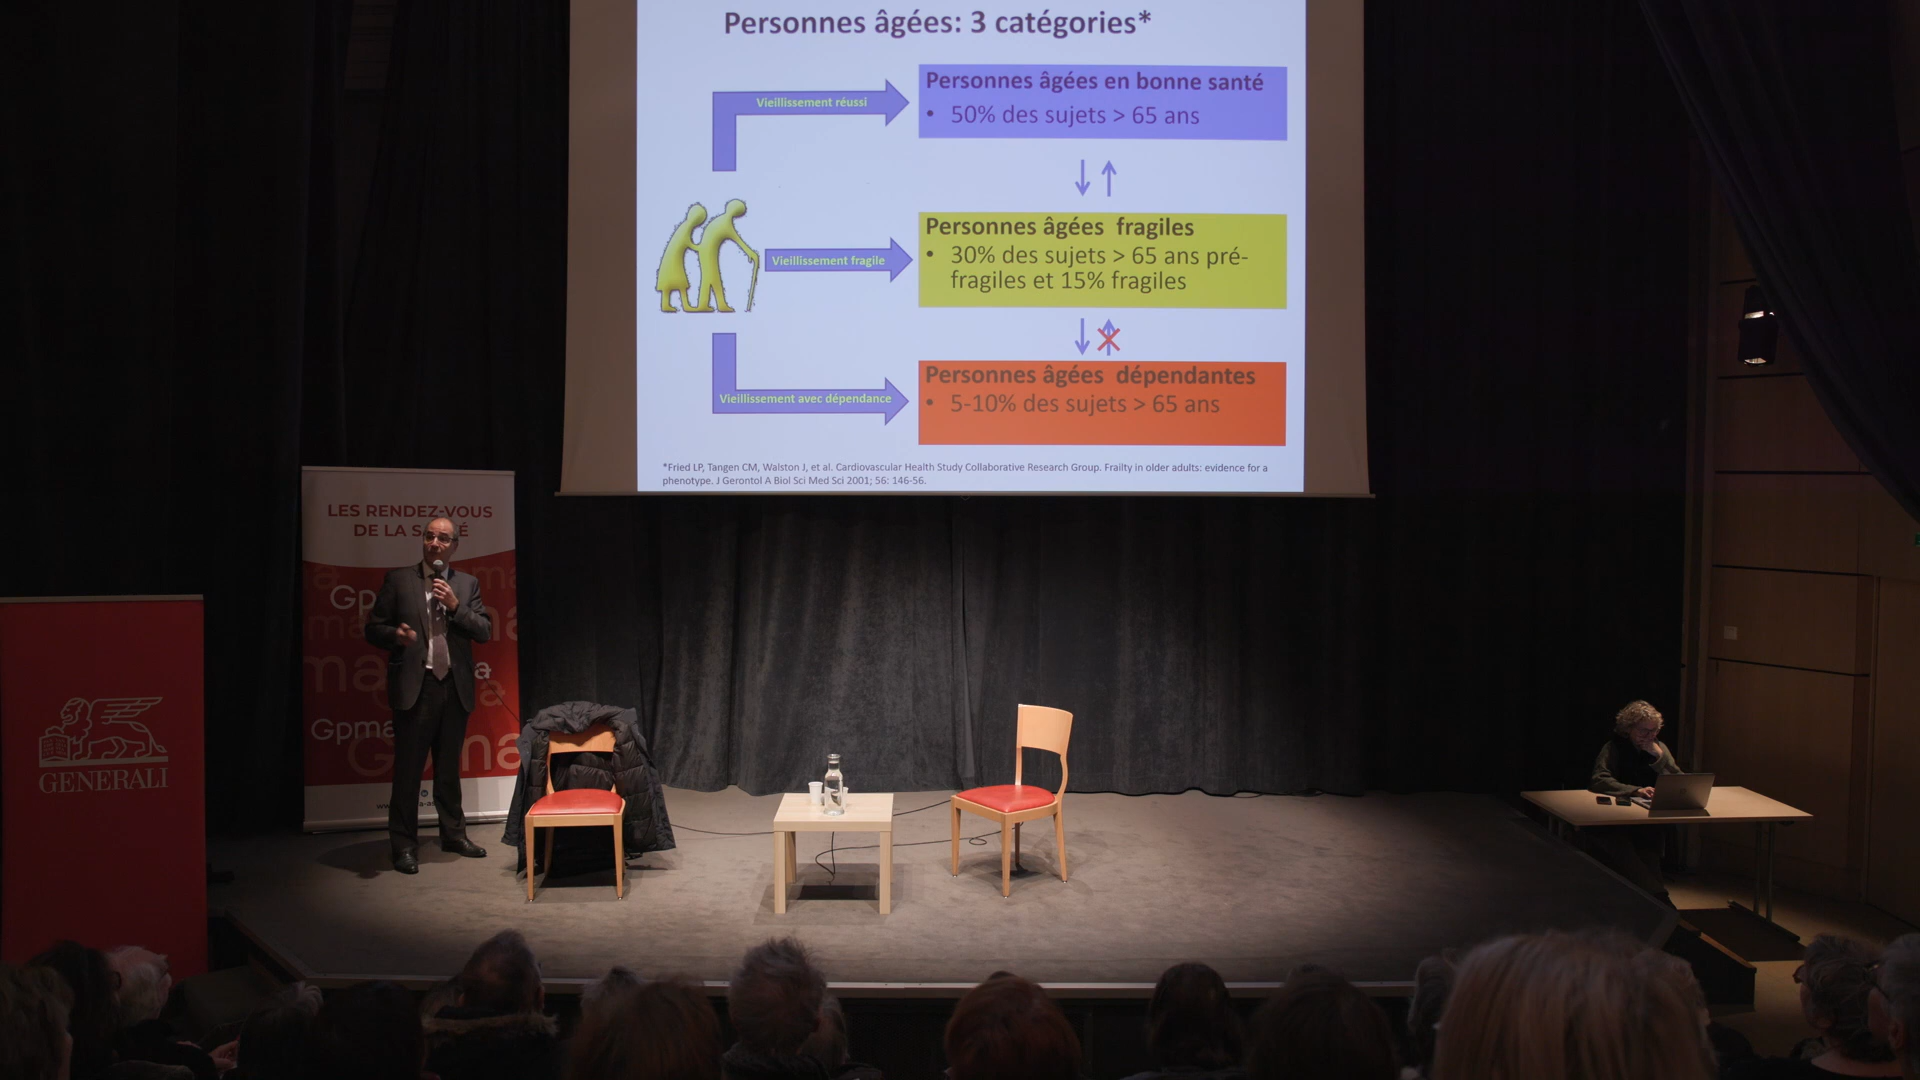 Personnes âgées: 3 catégories*
Vieillissement réussi
Personnes âgées en bonne santé
• 50% des sujets > 65 ans
Vieillissement fragile
Personnes âgées fragiles
• 30% des sujets > 65 ans pré-
fragiles et 15% fragiles
Vieillissement avec dépendance
Personnes âgées dépendantes
• 5-10% des sujets > 65 ans
*Fried LP, Tangen CM, Walston J, et al. Cardiovascular Health Study Collaborative Research Group. Frailty in older adults: evidence for a
phenotype. J Gerontol A Biol Sci Med Sci 2001; 56: 146-56.
LES RENDEZ-VOUS
DE LA
Gpma
GENERALI